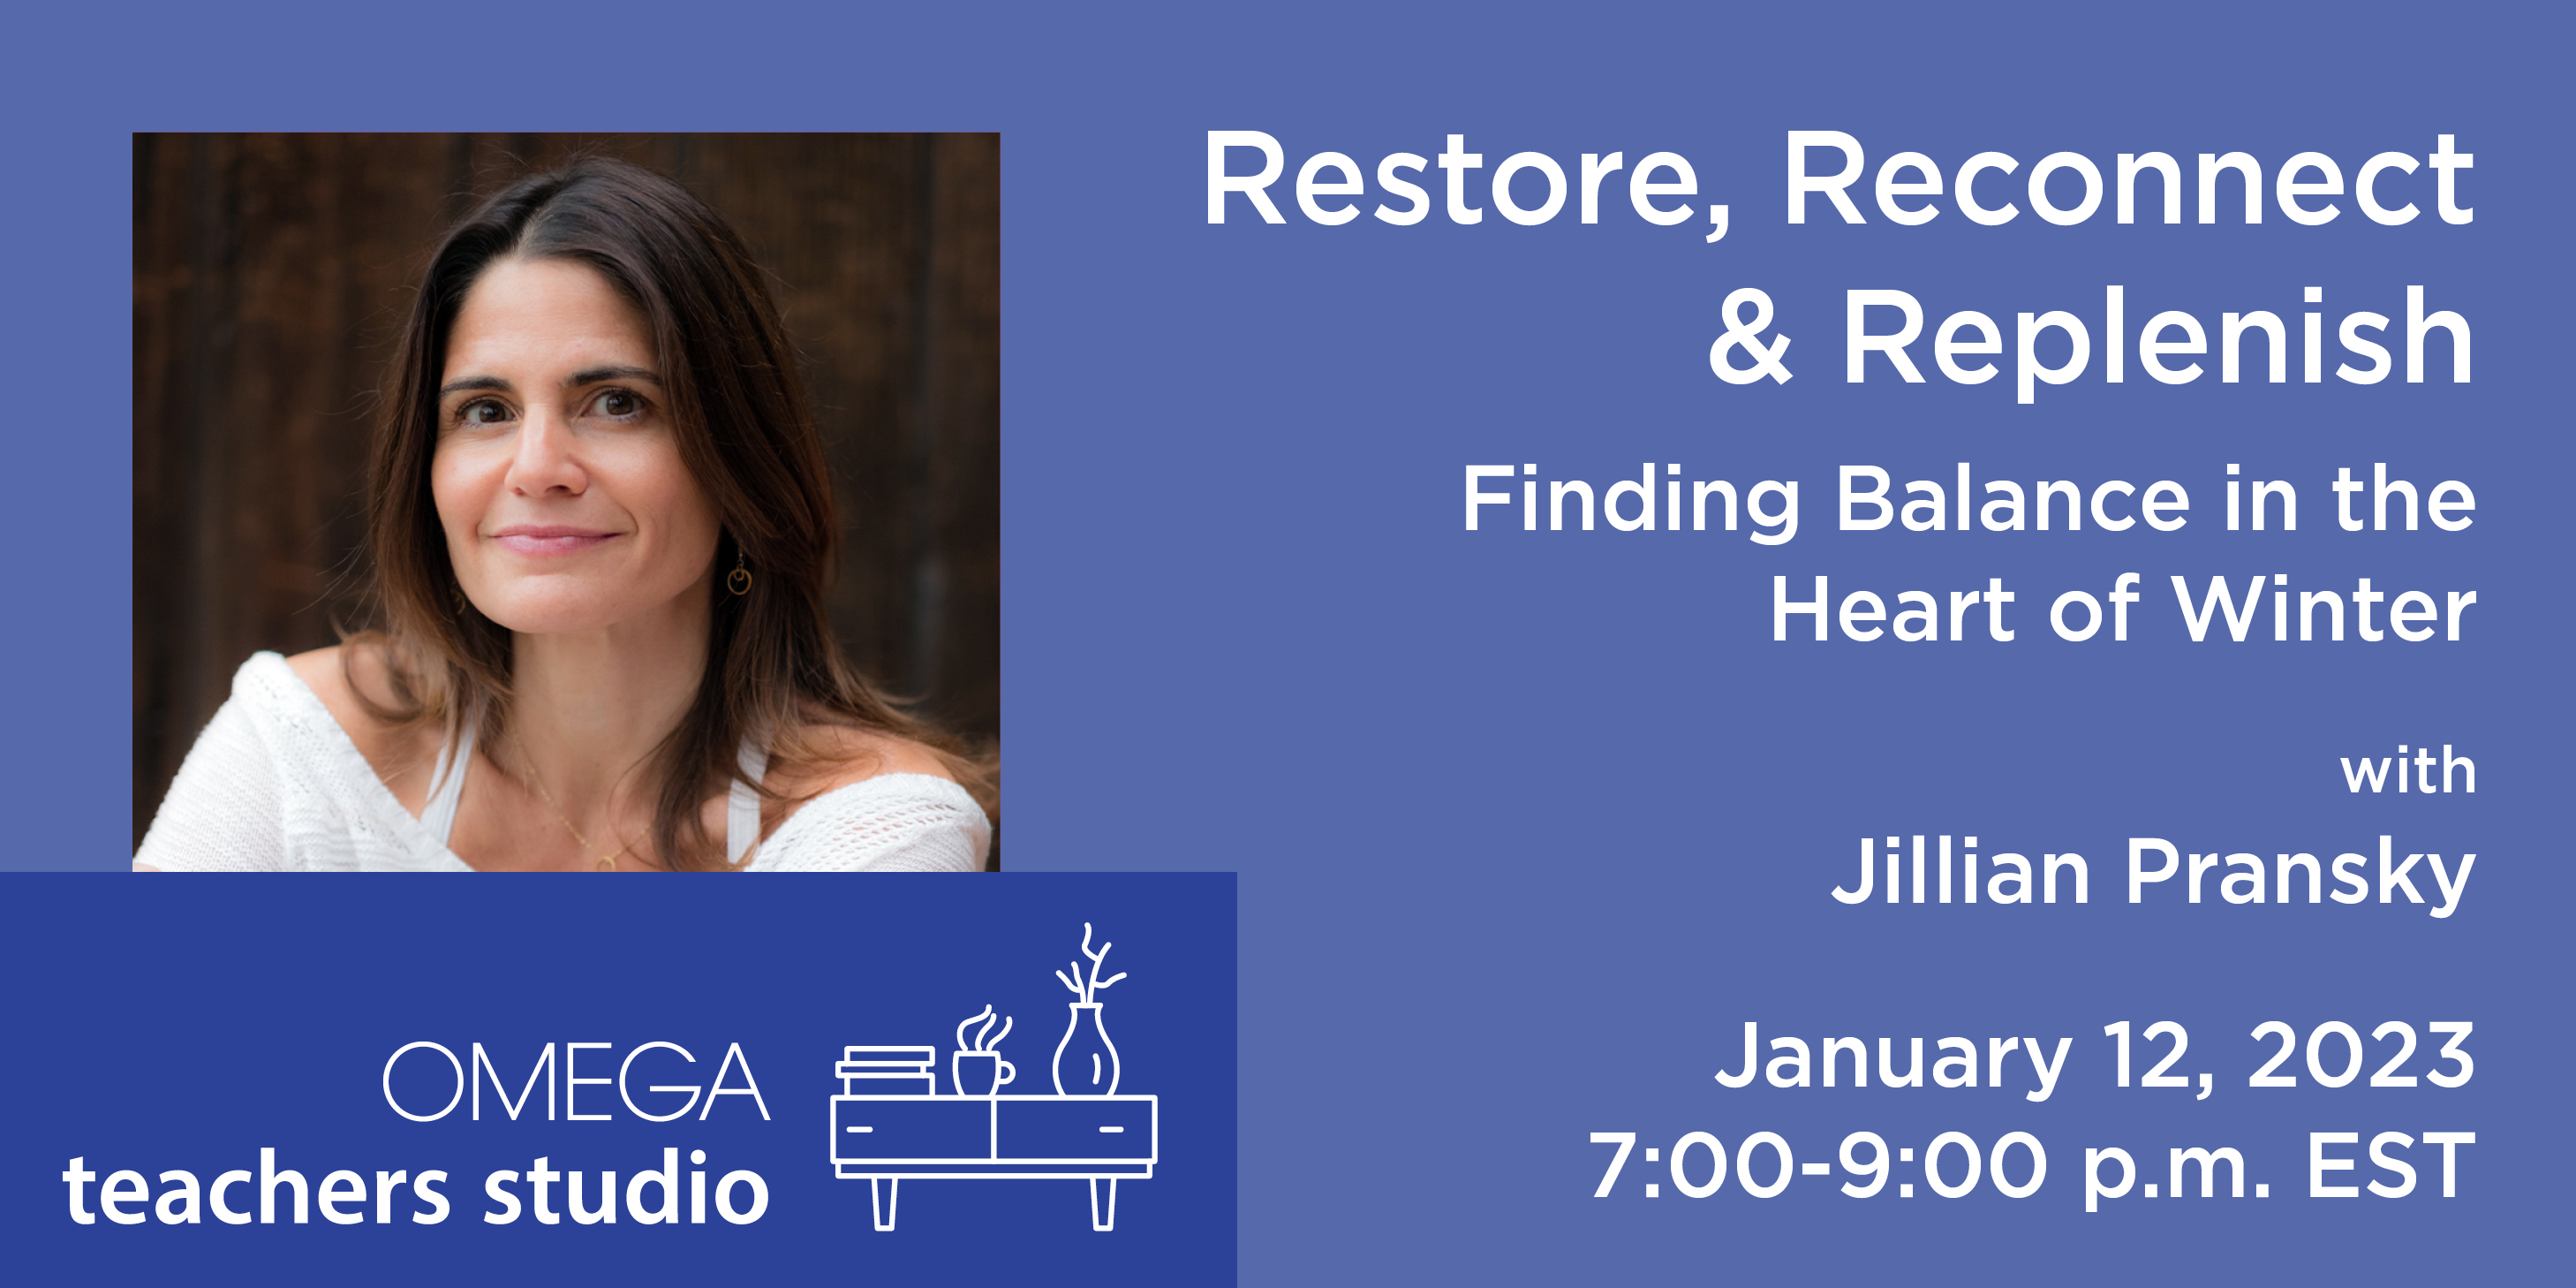 Restore, Reconnect
& Replenish
Finding Balance in the
Heart of Winter
with
Jillian Pransky
January 12, 2023
7:00-9:00 p.m. EST
OMEGA
teachers studio